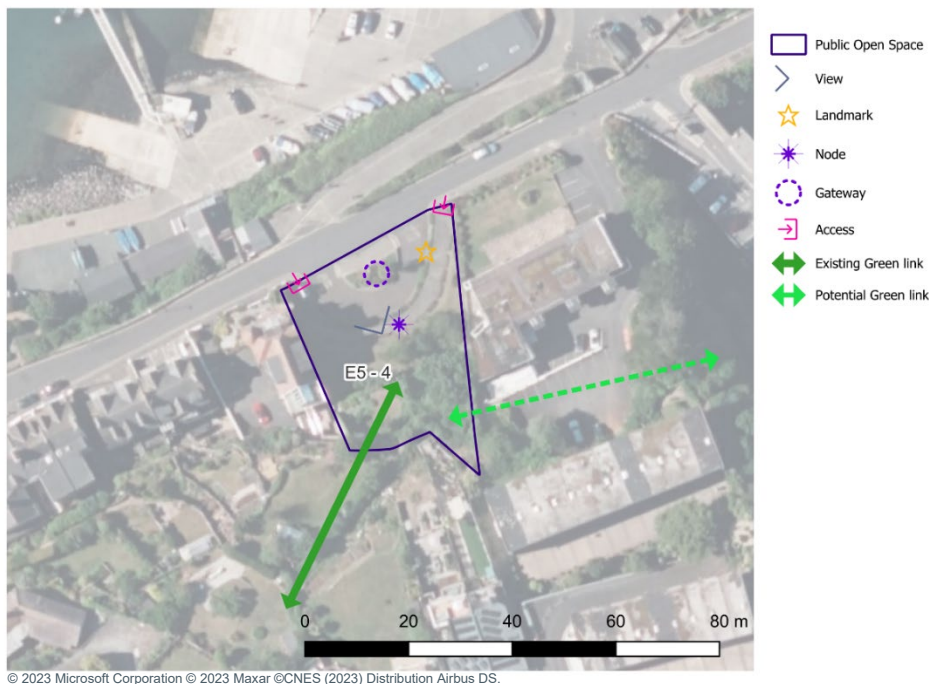 Public Open Space
View
Landmark
Node
Gateway
Access
Existing Green link
Potential Green link
E5 - 4
0 20 40 60 80 m
© 2023 Microsoft Corporation © 2023 Maxar ©CNES (2023) Distribution Airbus DS.